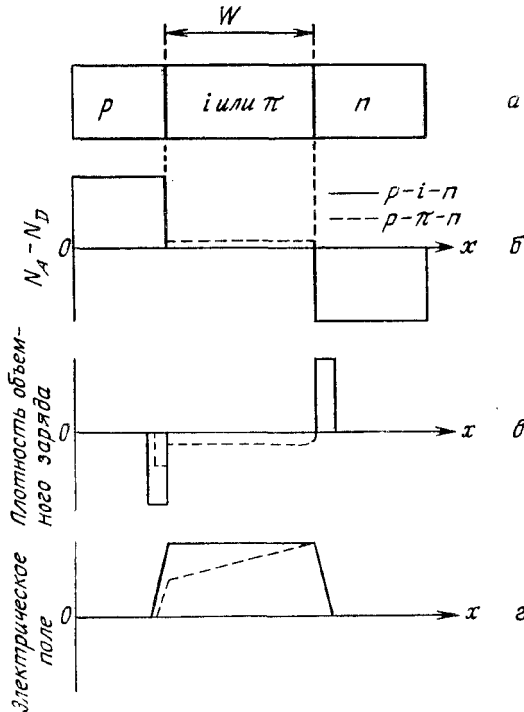 W
p
i или π
n
а
N_A − N_D
0
p-i-n
p-π-n
x
б
Плотность объем-
ного заряда
0
x
в
Электрическое
поле
0
x
г